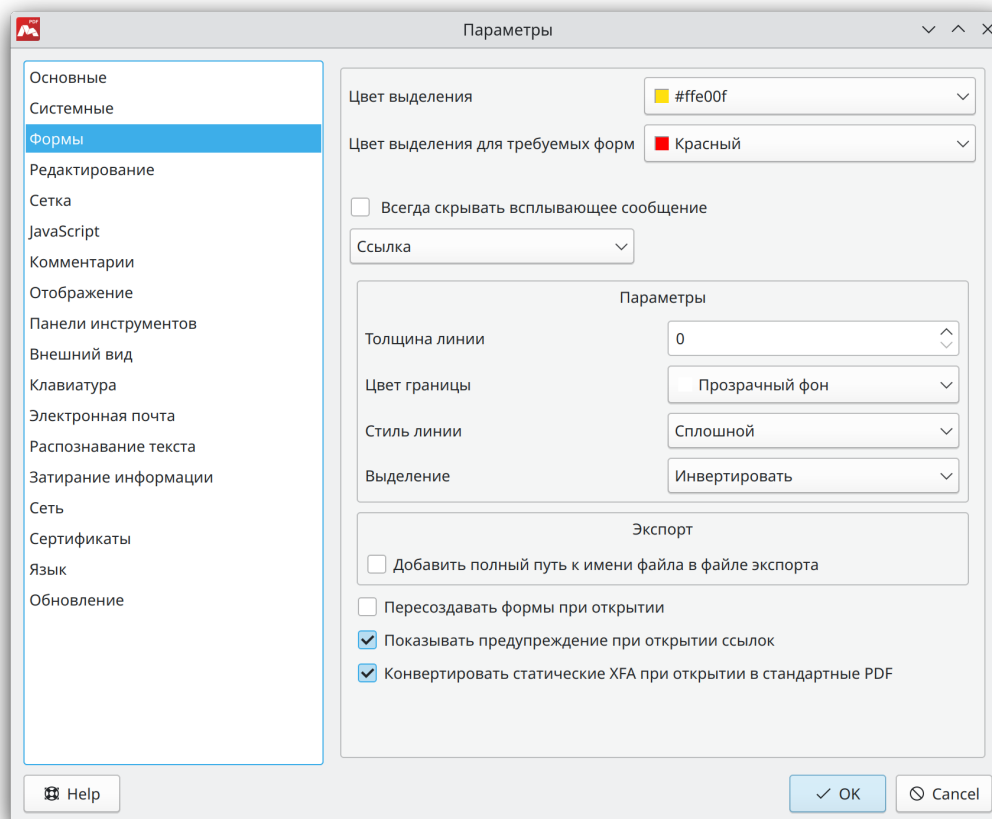 PDF
Параметры
Основные
Системные
Формы
Редактирование
Сетка
JavaScript
Комментарии
Отображение
Панели инструментов
Внешний вид
Клавиатура
Электронная почта
Распознавание текста
Затирание информации
Сеть
Сертификаты
Язык
Обновление
Цвет выделения #ffe00f
Цвет выделения для требуемых форм Красный
Всегда скрывать всплывающее сообщение
Ссылка
Параметры
Толщина линии 0
Цвет границы Прозрачный фон
Стиль линии Сплошной
Выделение Инвертировать
Экспорт
Добавить полный путь к имени файла в файле экспорта
Пересоздавать формы при открытии
Показывать предупреждение при открытии ссылок
Конвертировать статические XFA при открытии в стандартные PDF
Help OK Cancel